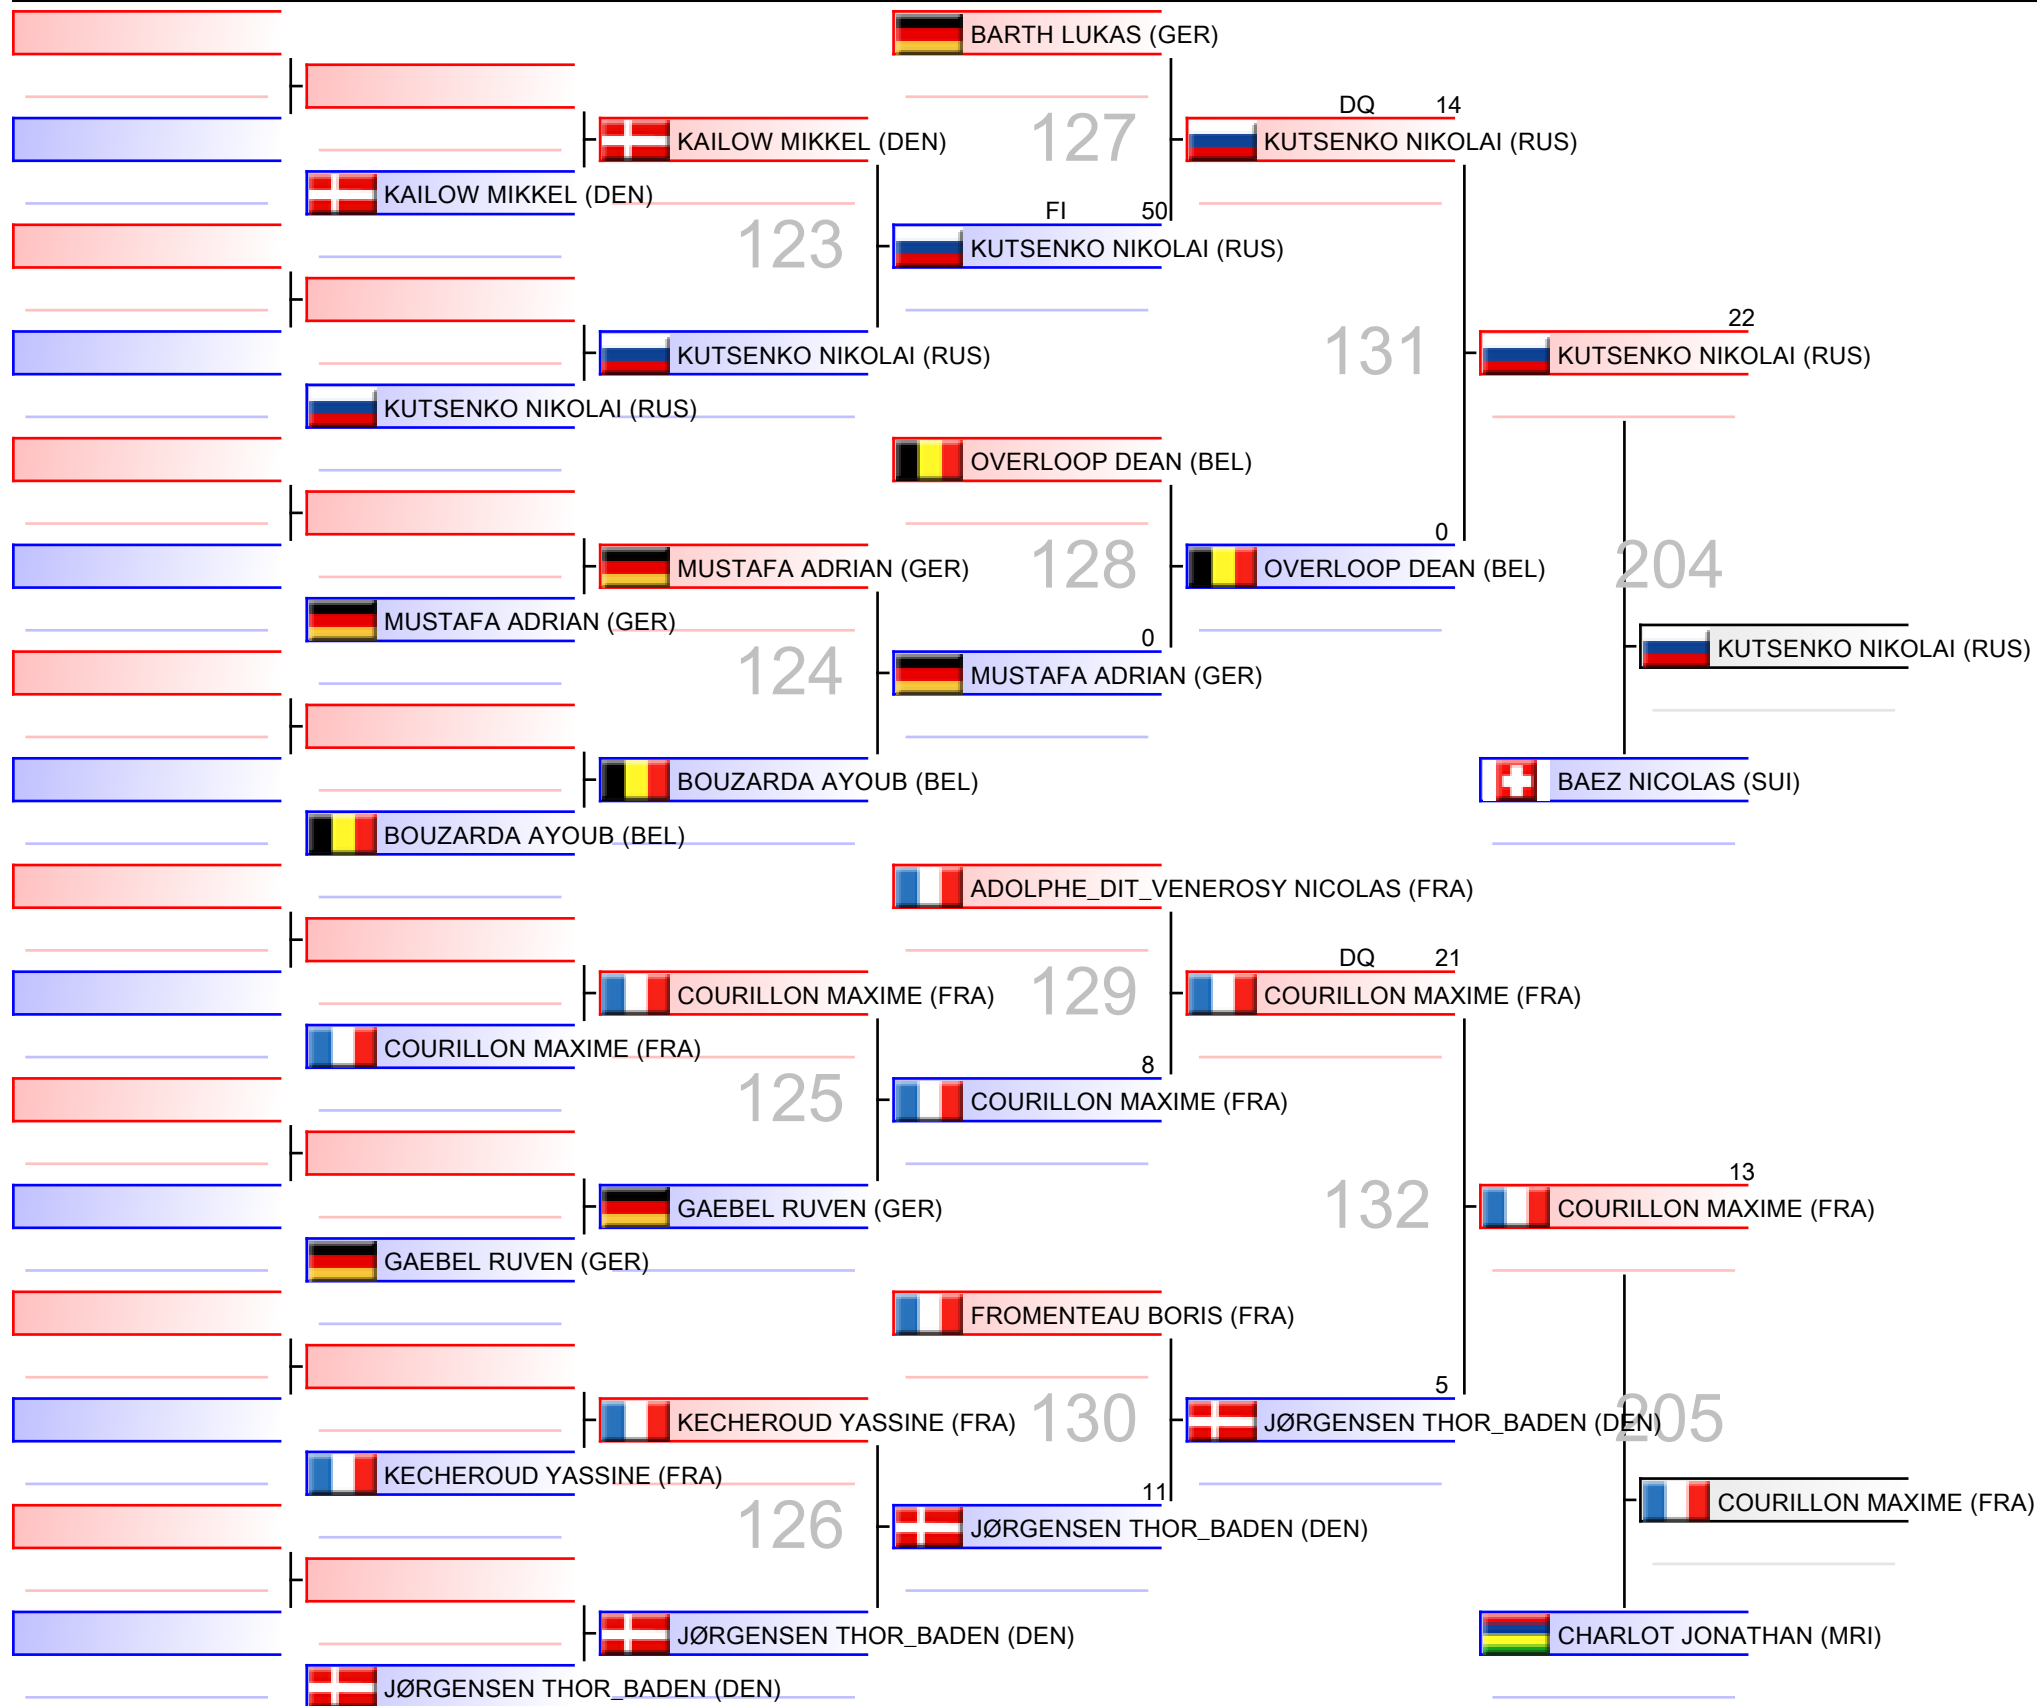 BARTH LUKAS (GER)
DQ 14
KAILOW MIKKEL (DEN)
127
KUTSENKO NIKOLAI (RUS)
KAILOW MIKKEL (DEN)
FI 50
123
KUTSENKO NIKOLAI (RUS)
22
KUTSENKO NIKOLAI (RUS)
131
KUTSENKO NIKOLAI (RUS)
KUTSENKO NIKOLAI (RUS)
OVERLOOP DEAN (BEL)
0
MUSTAFA ADRIAN (GER)
128
OVERLOOP DEAN (BEL)
204
MUSTAFA ADRIAN (GER)
0
KUTSENKO NIKOLAI (RUS)
124
MUSTAFA ADRIAN (GER)
BOUZARDA AYOUB (BEL)
BAEZ NICOLAS (SUI)
BOUZARDA AYOUB (BEL)
ADOLPHE_DIT_VENEROSY NICOLAS (FRA)
DQ 21
COURILLON MAXIME (FRA)
129
COURILLON MAXIME (FRA)
COURILLON MAXIME (FRA)
8
125
COURILLON MAXIME (FRA)
13
GAEBEL RUVEN (GER)
132
COURILLON MAXIME (FRA)
GAEBEL RUVEN (GER)
FROMENTEAU BORIS (FRA)
5
KECHEROUD YASSINE (FRA)
130
JØRGENSEN THOR_BADEN (DEN)
205
KECHEROUD YASSINE (FRA)
11
COURILLON MAXIME (FRA)
126
JØRGENSEN THOR_BADEN (DEN)
JØRGENSEN THOR_BADEN (DEN)
CHARLOT JONATHAN (MRI)
JØRGENSEN THOR_BADEN (DEN)